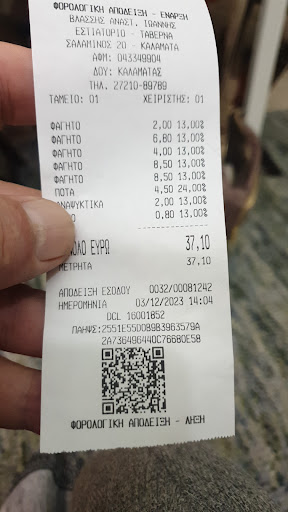 ΦΟΡΟΛΟΓΙΚΗ ΑΠΟΔΕΙΞΗ - ΕΝΑΡΞΗ
ΒΛΑΣΣΗΣ ΑΝΑΣΤ. ΙΩΑΝΝΗΣ
ΕΣΤΙΑΤΟΡΙΟ - ΤΑΒΕΡΝΑ
ΣΑΛΑΜΙΝΟΣ 20 - ΚΑΛΑΜΑΤΑ
ΑΦΜ: 043349904
ΔΟΥ: ΚΑΛΑΜΑΤΑΣ
ΤΗΛ. 27210-89789
ΤΑΜΕΙΟ: 01 ΧΕΙΡΙΣΤΗΣ: 01
ΦΑΓΗΤΟ 2,00 13,00%
ΦΑΓΗΤΟ 6,80 13,00%
ΦΑΓΗΤΟ 4,00 13,00%
ΦΑΓΗΤΟ 8,50 13,00%
ΦΑΓΗΤΟ 8,50 13,00%
ΠΟΤΑ 4,50 24,00%
ΑΝΑΨΥΚΤΙΚΑ 2,00 13,00%
0,80 13,00%
ΕΥΡΩ 37,10
ΜΕΤΡΗΤΑ 37,10
ΑΠΟΔΕΙΞΗ ΕΣΟΔΟΥ 0032/00081242
ΗΜΕΡΟΜΗΝΙΑ 03/12/2023 14:04
DCL 16001852
ΠΑΗΨΣ:2551E55D0B9B3963579A
2A736496440C76680E58
ΦΟΡΟΛΟΓΙΚΗ ΑΠΟΔΕΙΞΗ - ΛΗΞΗ